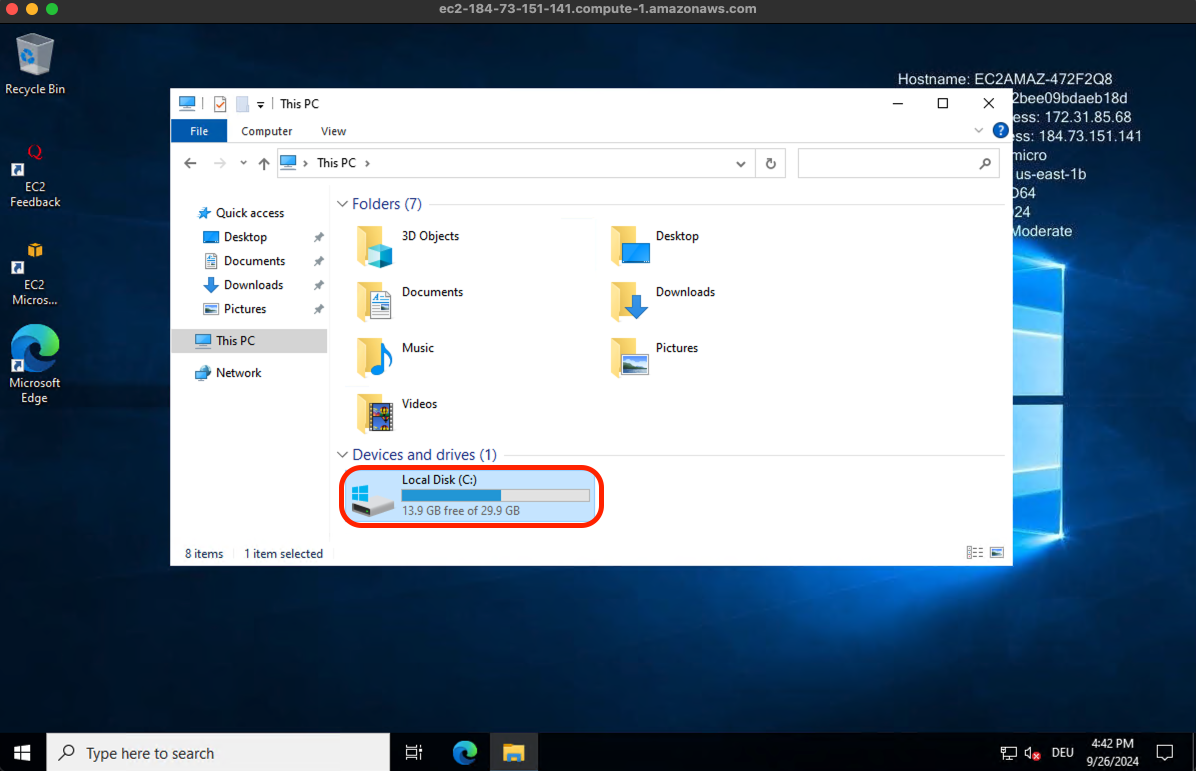 ec2-184-73-151-141.compute-1.amazonaws.com
Recycle Bin
EC2
Feedback
EC2
Micros...
Microsoft
Edge
Hostname: EC2AMAZ-472F2Q8
2bee09bdaeb18d
ess: 172.31.85.68
ess: 184.73.151.141
micro
us-east-1b
D64
24
Moderate
This PC
File Computer View
This PC
Quick access
Desktop
Documents
Downloads
Pictures
This PC
Network
Folders (7)
3D Objects
Desktop
Documents
Downloads
Music
Pictures
Videos
Devices and drives (1)
Local Disk (C:)
13.9 GB free of 29.9 GB
8 items 1 item selected
Type here to search
DEU
4:42 PM
9/26/2024